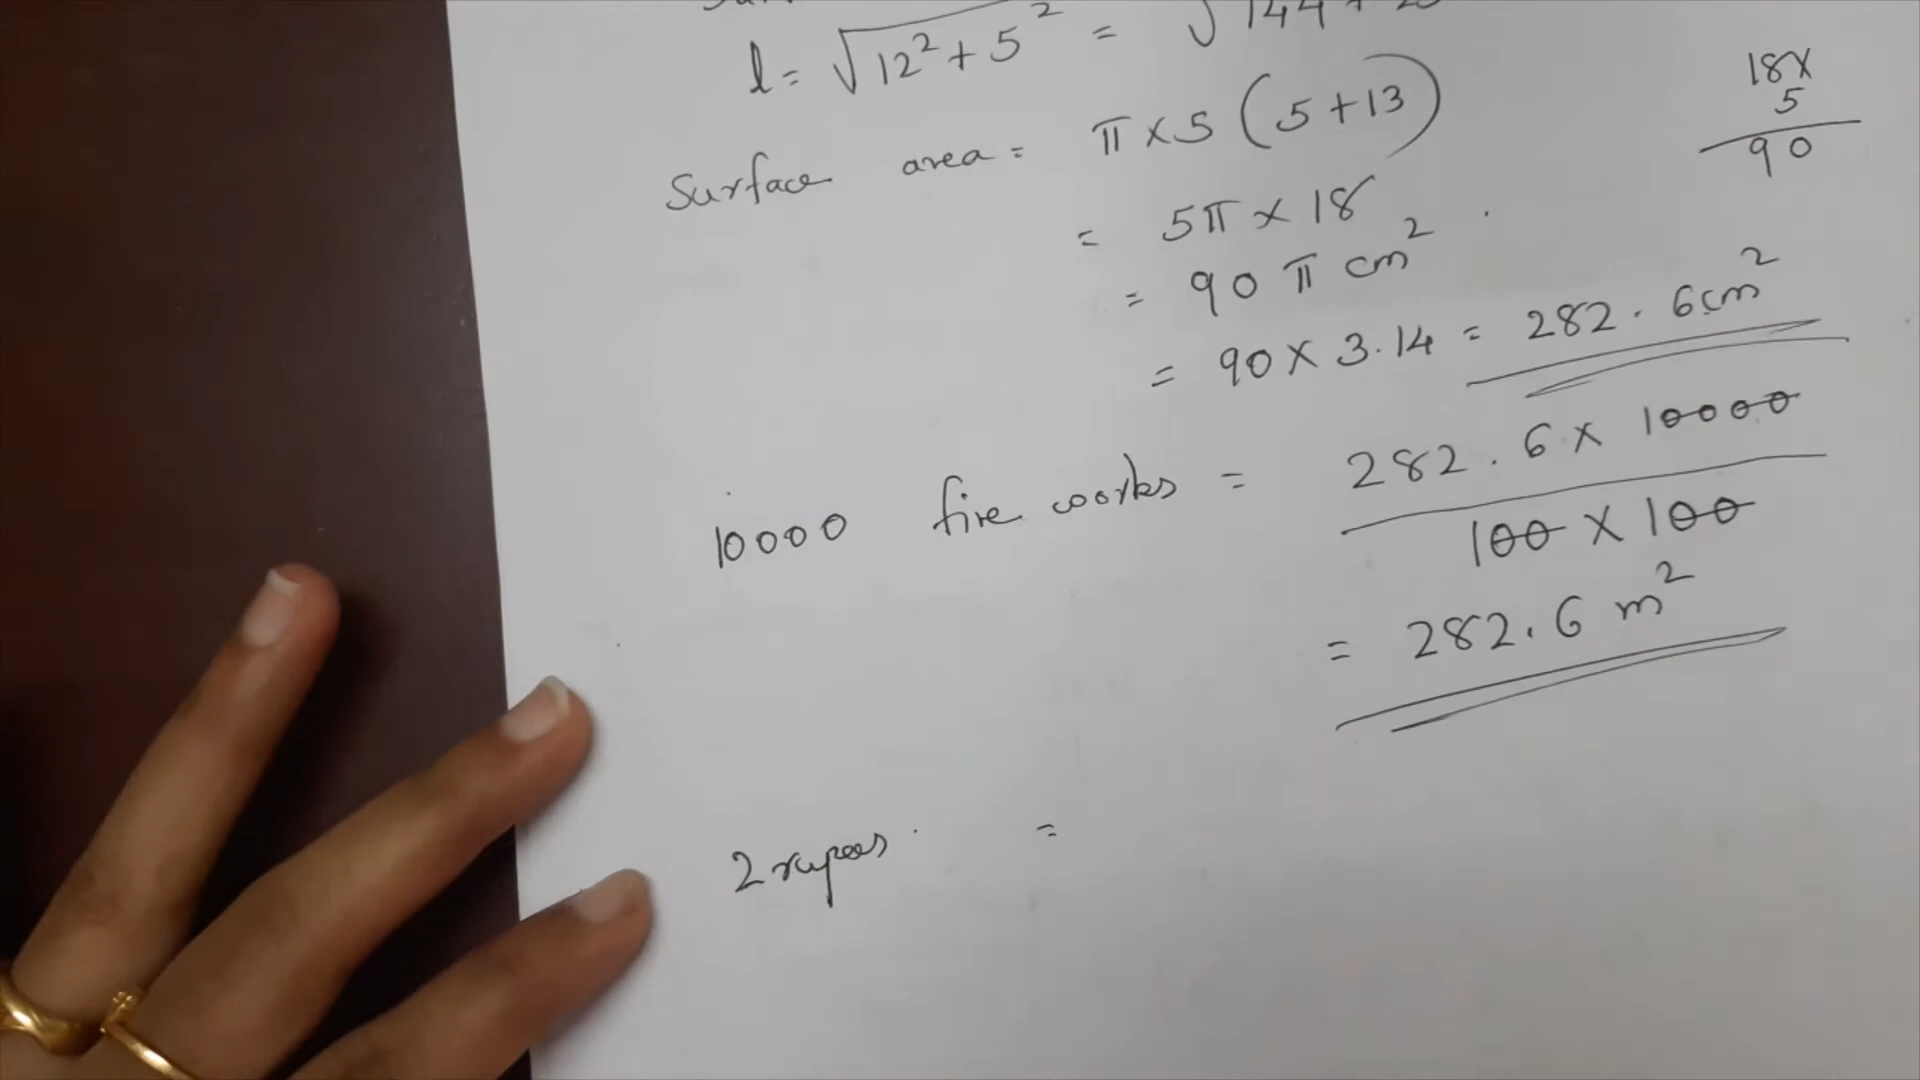 l = √12² + 5² = √144 +
Surface area = π × 5 (5 + 13)
= 5π × 18
= 90 π cm²
= 90 × 3.14 = 282.6 cm²
18 ×
5
90
10000 fire works = 282.6 × 10000
100 × 100
= 282.6 m²
2 rupees =